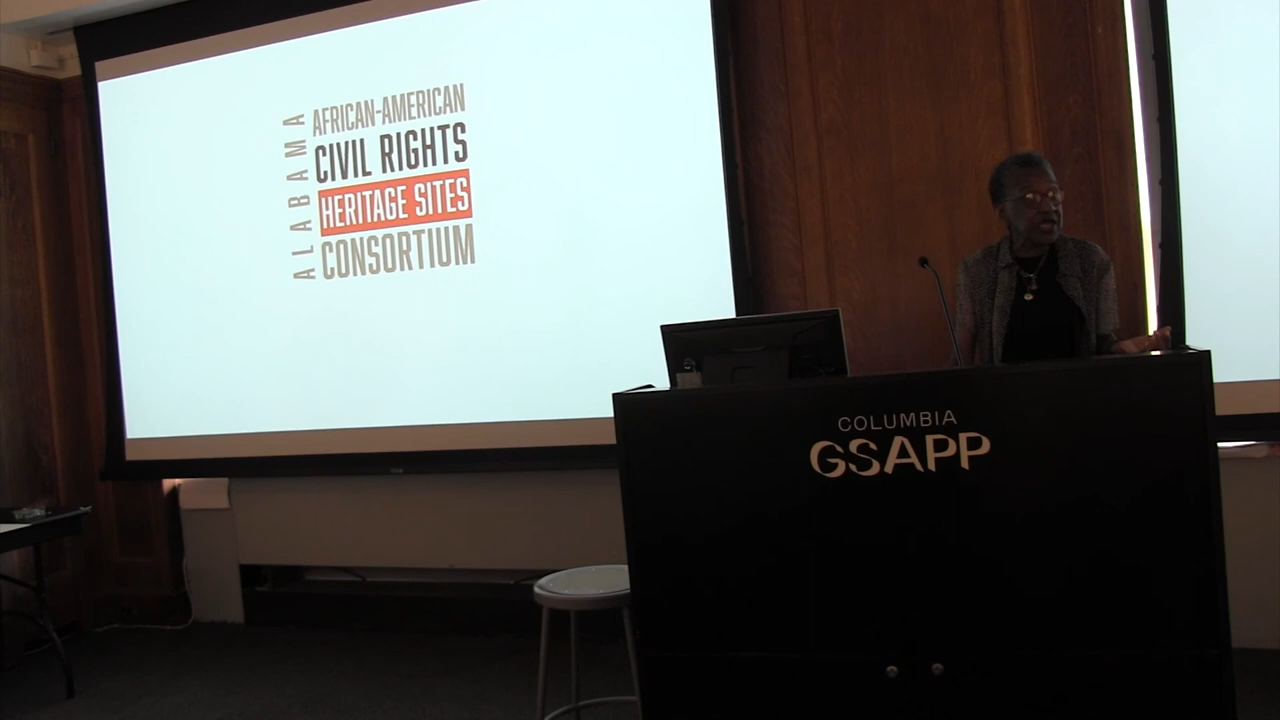 ALABAMA
AFRICAN-AMERICAN
CIVIL RIGHTS
HERITAGE SITES
CONSORTIUM
COLUMBIA
GSAPP